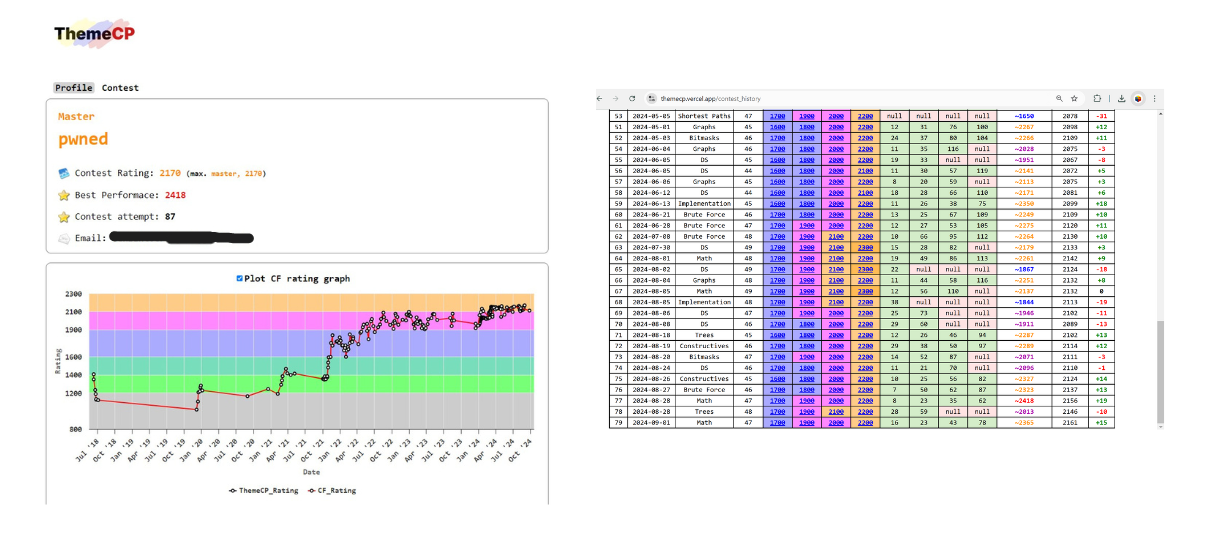 ThemeCP
Profile Contest
Master
pwned
Contest Rating: 2170 (max. master, 2170)
Best Performace: 2418
Contest attempt: 87
Email:
Plot CF rating graph
2300
2100
1900
1600
1400
1200
800
Rating
Jul '18 Oct '18 Jan '19 Apr '19 Jul '19 Oct '19 Jan '20 Apr '20 Jul '20 Oct '20 Jan '21 Apr '21 Jul '21 Oct '21 Jan '22 Apr '22 Jul '22 Oct '22 Jan '23 Apr '23 Jul '23 Oct '23 Jan '24 Apr '24 Jul '24 Oct '24
Date
ThemeCP_Rating CF_Rating
themecp.vercel.app/contest_history
53 2024-05-05 Shortest Paths 47 1700 1900 2000 2200 null null null null ~1650 2078 -31
51 2024-05-01 Graphs 45 1600 1800 2000 2200 12 31 76 100 ~2267 2098 +12
52 2024-05-03 Bitmasks 46 1700 1800 2000 2200 24 37 80 104 ~2266 2109 +11
54 2024-06-04 Graphs 46 1700 1800 2000 2200 11 35 116 null ~2028 2075 -3
55 2024-06-05 DS 45 1600 1800 2000 2200 19 33 null null ~1951 2067 -8
56 2024-06-05 DS 44 1600 1800 2000 2100 11 30 57 119 ~2141 2072 +5
57 2024-06-06 Graphs 45 1600 1800 2000 2200 8 20 59 null ~2113 2075 +3
58 2024-06-12 DS 44 1600 1800 2000 2100 18 28 66 110 ~2171 2081 +6
59 2024-06-13 Implementation 45 1600 1800 2000 2200 11 26 38 75 ~2350 2099 +18
60 2024-06-21 Brute Force 46 1700 1800 2000 2200 13 25 67 109 ~2249 2109 +10
61 2024-06-28 Brute Force 47 1700 1900 2000 2200 12 27 53 105 ~2275 2120 +11
62 2024-07-08 Brute Force 48 1700 1900 2100 2200 10 66 95 112 ~2264 2130 +10
63 2024-07-30 DS 49 1700 1900 2100 2300 15 28 82 null ~2179 2133 +3
64 2024-08-01 Math 48 1700 1900 2100 2200 19 49 86 113 ~2261 2142 +9
65 2024-08-02 DS 49 1700 1900 2100 2300 22 null null null ~1867 2124 -18
66 2024-08-04 Graphs 48 1700 1900 2100 2200 11 44 58 116 ~2251 2132 +8
67 2024-08-05 Math 49 1700 1900 2100 2300 12 56 110 null ~2137 2132 0
68 2024-08-05 Implementation 48 1700 1900 2100 2200 38 null null null ~1844 2113 -19
69 2024-08-06 DS 47 1700 1900 2000 2200 25 73 null null ~1946 2102 -11
70 2024-08-08 DS 46 1700 1800 2000 2200 29 60 null null ~1911 2089 -13
71 2024-08-18 Trees 45 1600 1800 2000 2200 12 26 46 94 ~2287 2102 +13
72 2024-08-19 Constructives 46 1700 1800 2000 2200 29 38 50 97 ~2289 2114 +12
73 2024-08-20 Bitmasks 47 1700 1900 2000 2200 14 52 87 null ~2071 2111 -3
74 2024-08-24 DS 46 1700 1800 2000 2200 11 21 70 null ~2096 2110 -1
75 2024-08-26 Constructives 45 1600 1800 2000 2200 10 25 56 82 ~2327 2124 +14
76 2024-08-27 Brute Force 46 1700 1800 2000 2200 7 50 62 87 ~2323 2137 +13
77 2024-08-28 Math 47 1700 1900 2000 2200 8 23 35 62 ~2418 2156 +19
78 2024-08-28 Trees 48 1700 1900 2100 2200 28 59 null null ~2013 2146 -10
79 2024-09-01 Math 47 1700 1900 2000 2200 16 23 43 78 ~2365 2161 +15